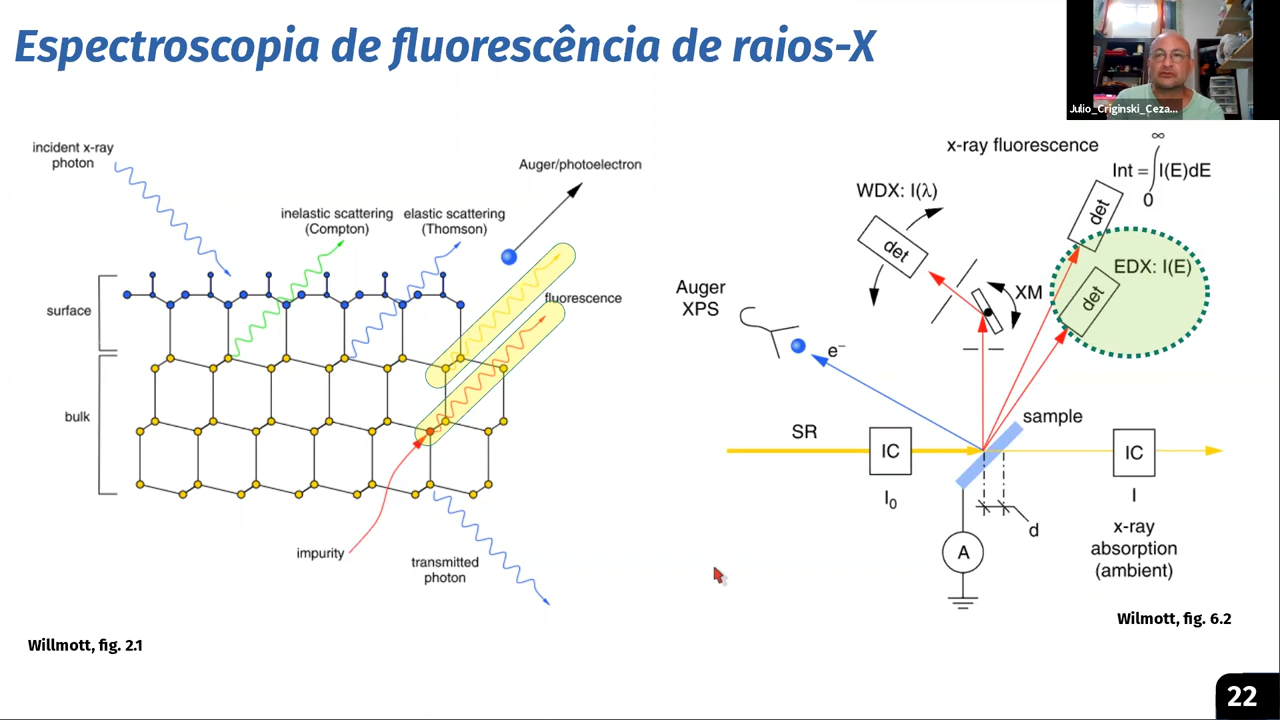 Espectroscopia de fluorescência de raios-X
Julio_Criginski_Ceza...
incident x-ray
photon
Auger/photoelectron
inelastic scattering
(Compton)
elastic scattering
(Thomson)
fluorescence
surface
bulk
impurity
transmitted
photon
Willmott, fig. 2.1
x-ray fluorescence
Int = ∫ I(E)dE
∞
0
WDX: I(λ)
det
det
EDX: I(E)
det
XM
Auger
XPS
e⁻
sample
SR
IC
I₀
IC
I
d
A
x-ray
absorption
(ambient)
Wilmott, fig. 6.2
22